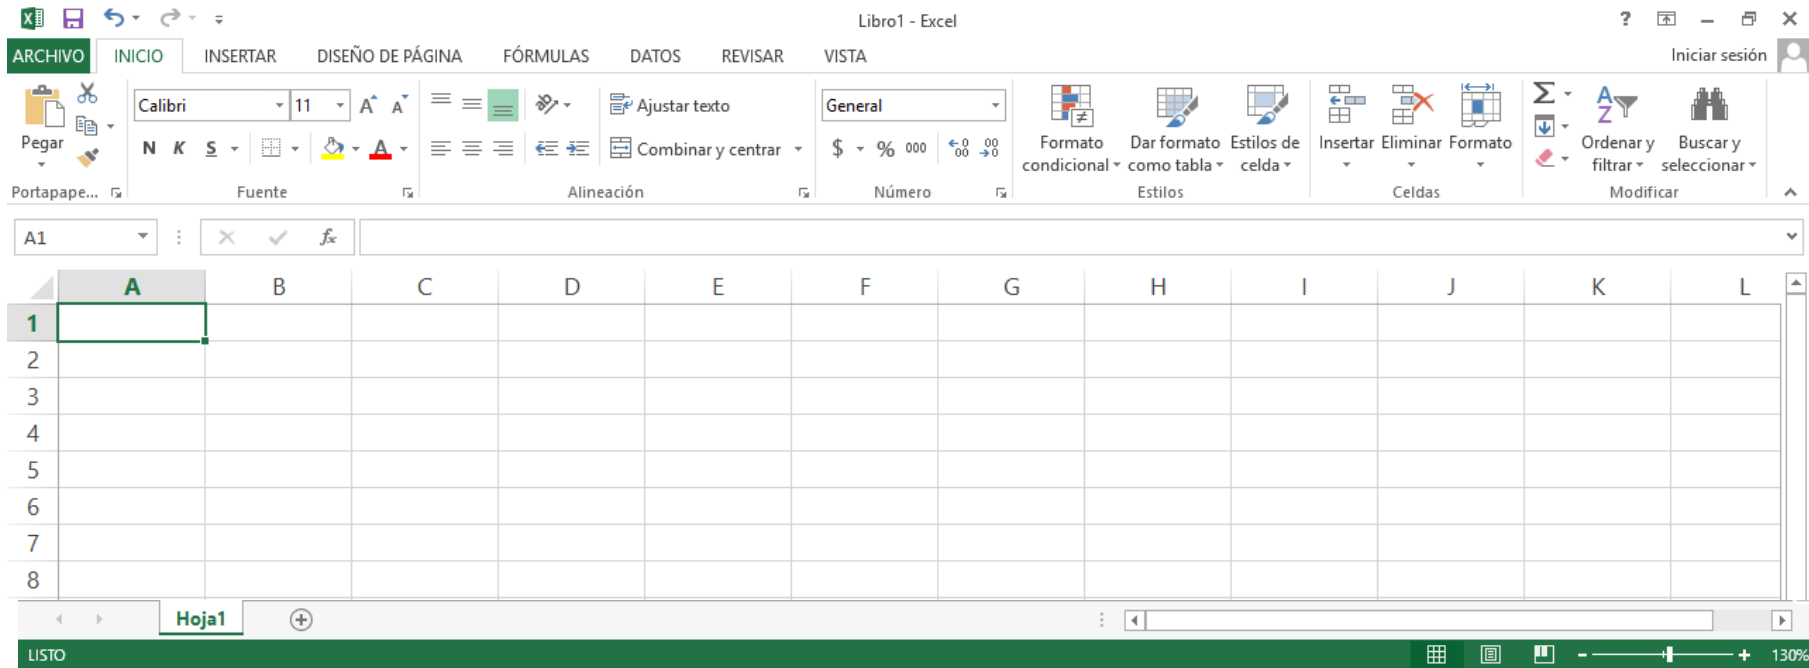 Libro1 - Excel
?
ARCHIVO INICIO INSERTAR DISEÑO DE PÁGINA FÓRMULAS DATOS REVISAR VISTA Iniciar sesión
Calibri 11 A A Ajustar texto General
Pegar
N K S A Combinar y centrar $ % 000
Formato condicional
Dar formato como tabla
Estilos de celda
Insertar Eliminar Formato
Ordenar y filtrar
Buscar y seleccionar
Portapape... Fuente Alineación Número Estilos Celdas Modificar
A1 fx
A B C D E F G H I J K L
1
2
3
4
5
6
7
8
Hoja1
LISTO 130%